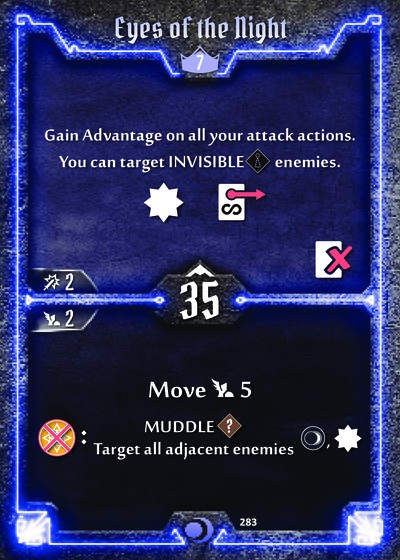 Eyes of the Night
7
Gain Advantage on all your attack actions.
You can target INVISIBLE enemies.
2
35
2
Move 5
: MUDDLE
Target all adjacent enemies ,
283